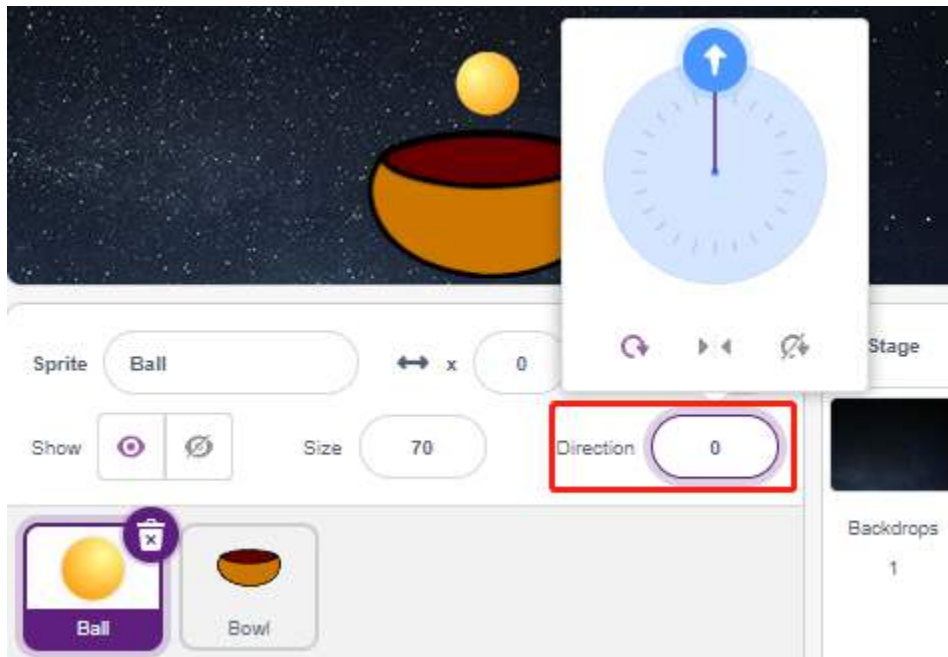 Sprite Ball x 0
Stage
Show Size 70 Direction 0
Backdrops
1
Ball Bowl